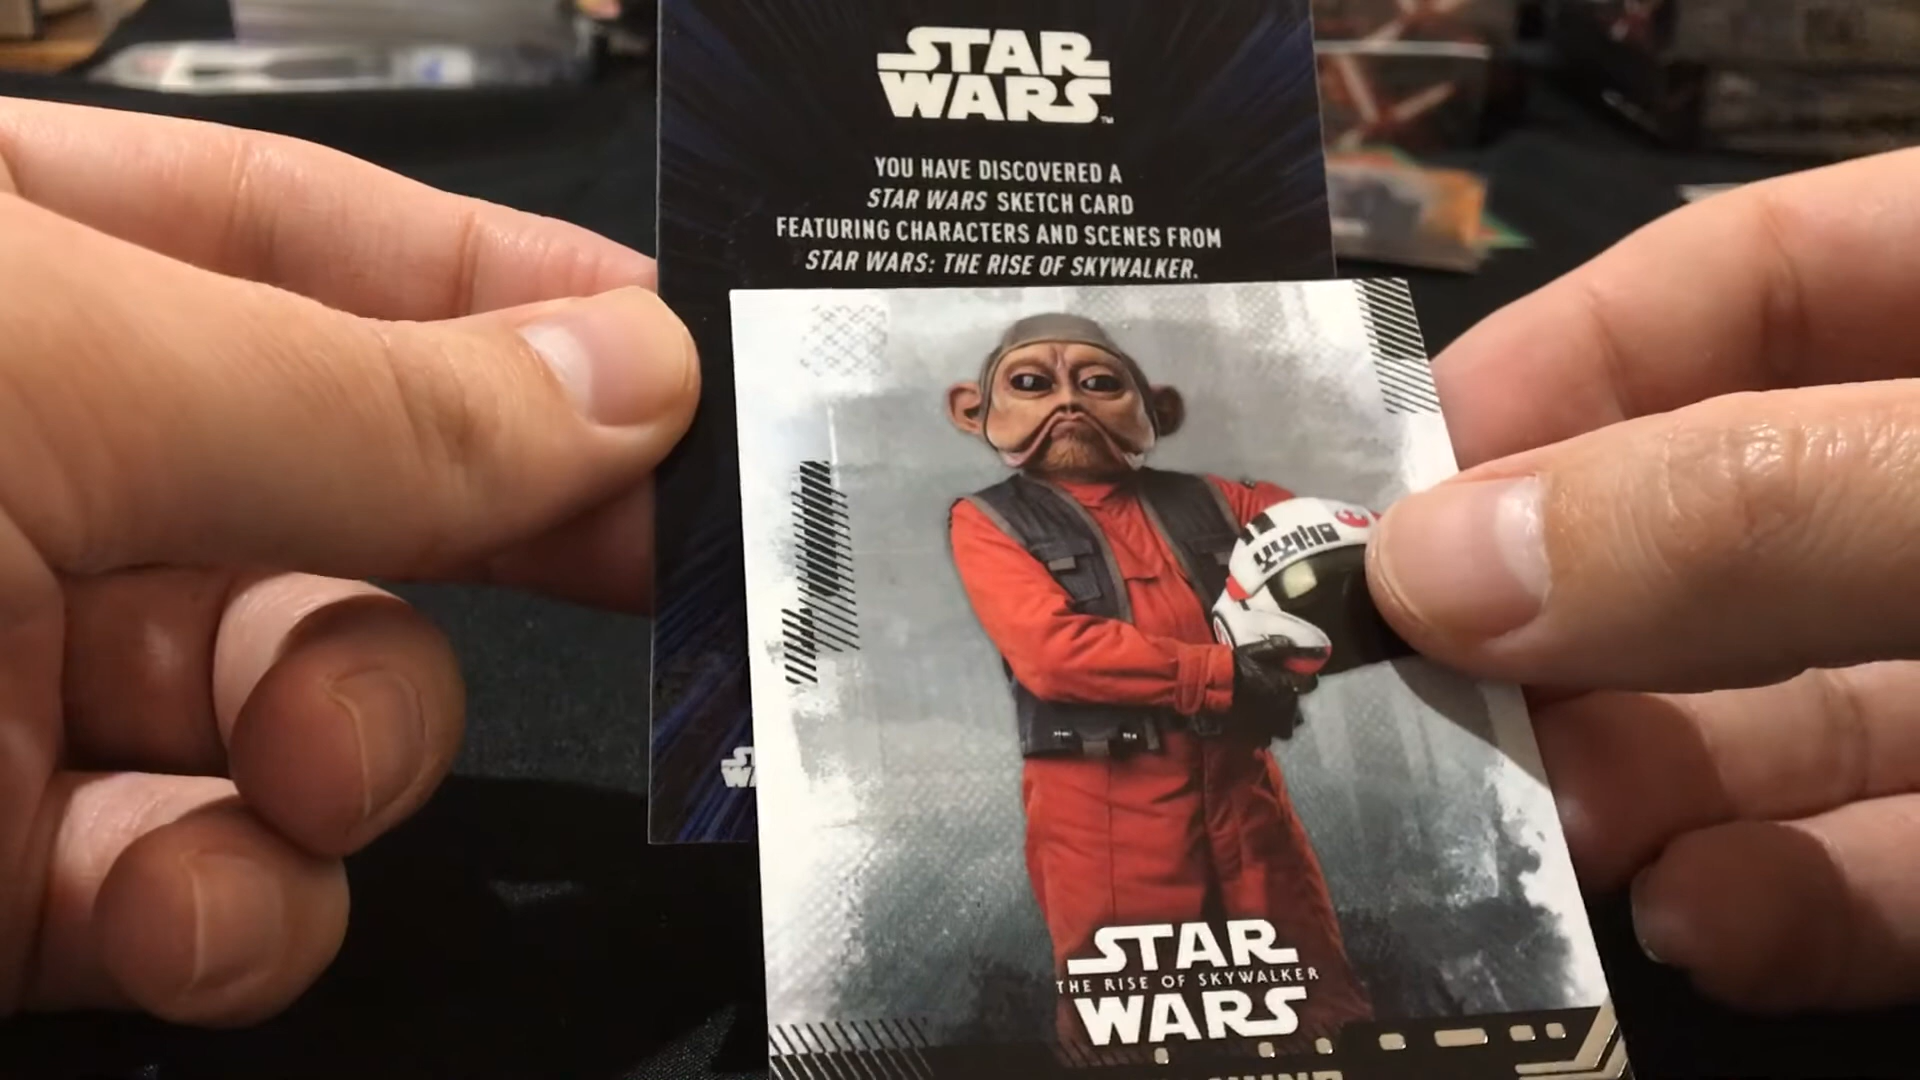 STAR
WARS™
YOU HAVE DISCOVERED A
STAR WARS SKETCH CARD
FEATURING CHARACTERS AND SCENES FROM
STAR WARS: THE RISE OF SKYWALKER.
STAR
THE RISE OF SKYWALKER
WARS